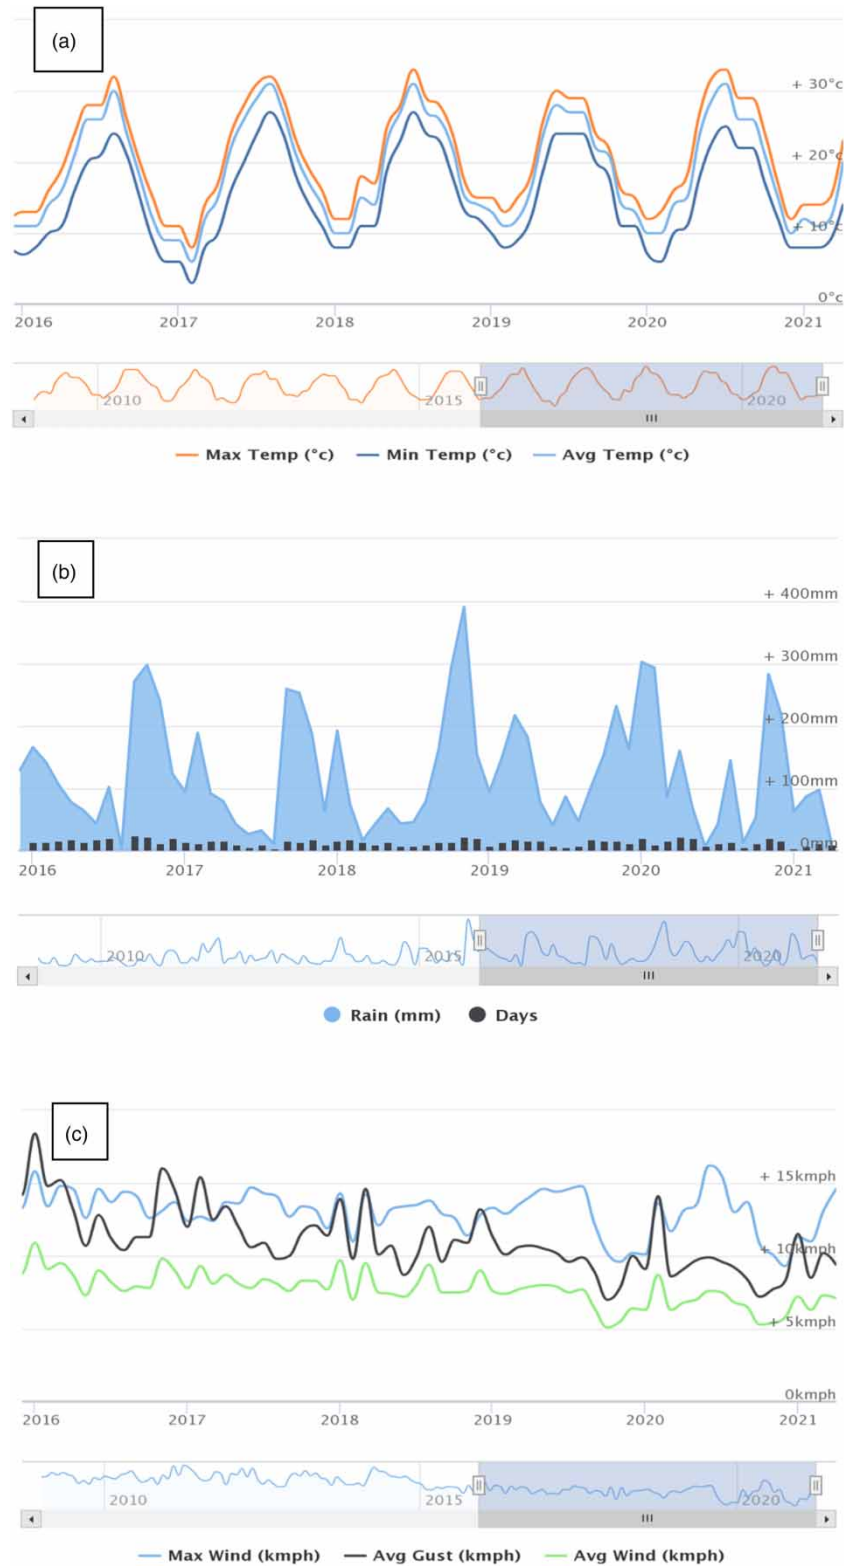 (a)
+ 30°c
+ 20°c
+ 10°c
0°c
2016 2017 2018 2019 2020 2021
2010 2015 2020
Max Temp (°c) Min Temp (°c) Avg Temp (°c)
(b)
+ 400mm
+ 300mm
+ 200mm
+ 100mm
0mm
2016 2017 2018 2019 2020 2021
2010 2015 2020
Rain (mm) Days
(c)
+ 15kmph
+ 10kmph
+ 5kmph
0kmph
2016 2017 2018 2019 2020 2021
2010 2015 2020
Max Wind (kmph) Avg Gust (kmph) Avg Wind (kmph)